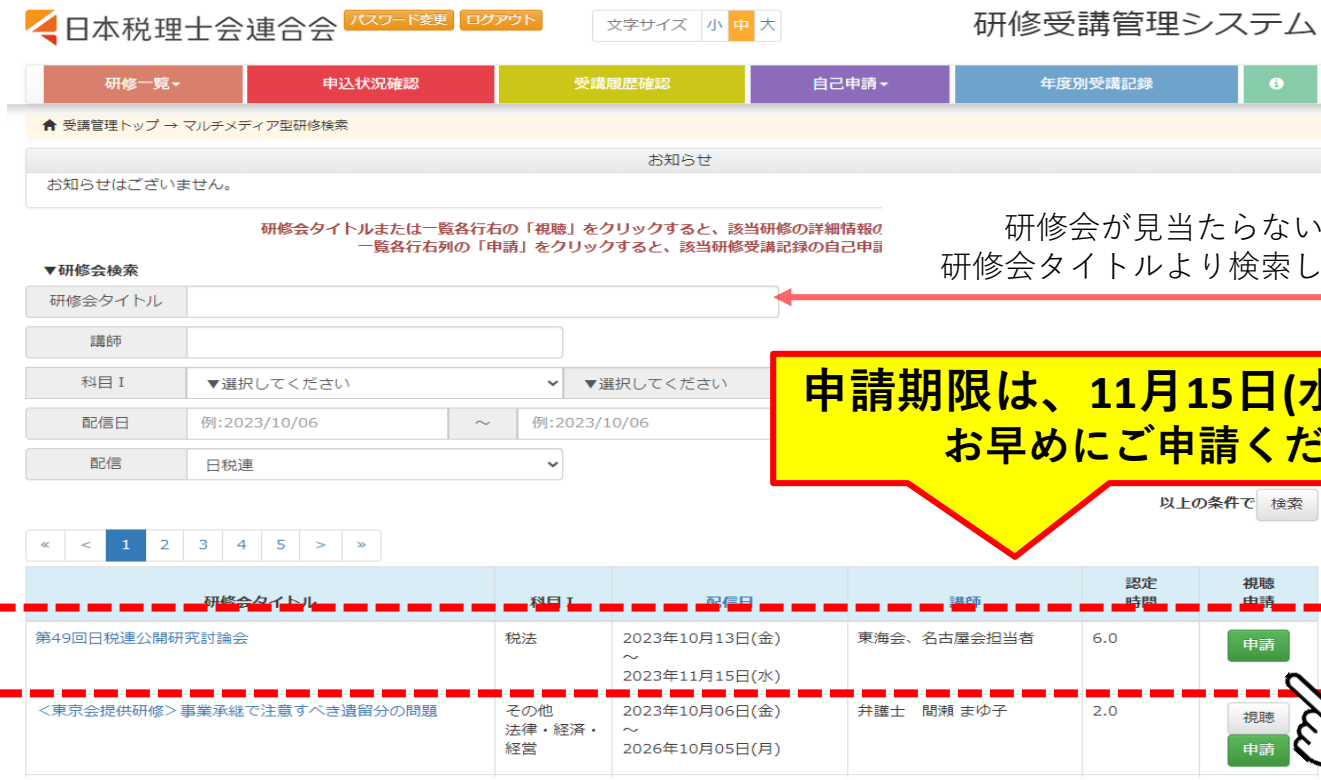 日本税理士会連合会 パスワード変更 ログアウト 文字サイズ 小 中 大 研修受講管理システム
研修一覧 申込状況確認 受講履歴確認 自己申請 年度別受講記録
受講管理トップ → マルチメディア型研修検索
お知らせ
お知らせはございません。
研修会タイトルまたは一覧各行右の「視聴」をクリックすると、該当研修の詳細情報の
一覧各行右列の「申請」をクリックすると、該当研修受講記録の自己申請
研修会が見当たらない
研修会タイトルより検索し
▼研修会検索
研修会タイトル
講師
科目 I ▼選択してください ▼選択してください
配信日 例:2023/10/06 ～ 例:2023/10/06
配信 日税連
申請期限は、11月15日(水
お早めにご申請くだ
以上の条件で 検索
« < 1 2 3 4 5 > »
研修会タイトル 科目 I 配信日 講師 認定時間 視聴申請
第49回日税連公開研究討論会 税法 2023年10月13日(金) 東海会、名古屋会担当者 6.0 申請
～
2023年11月15日(水)
＜東京会提供研修＞事業承継で注意すべき遺留分の問題 その他 2023年10月06日(金) 弁護士 間瀬 まゆ子 2.0 視聴
法律・経済・ ～
経営 2026年10月05日(月) 申請